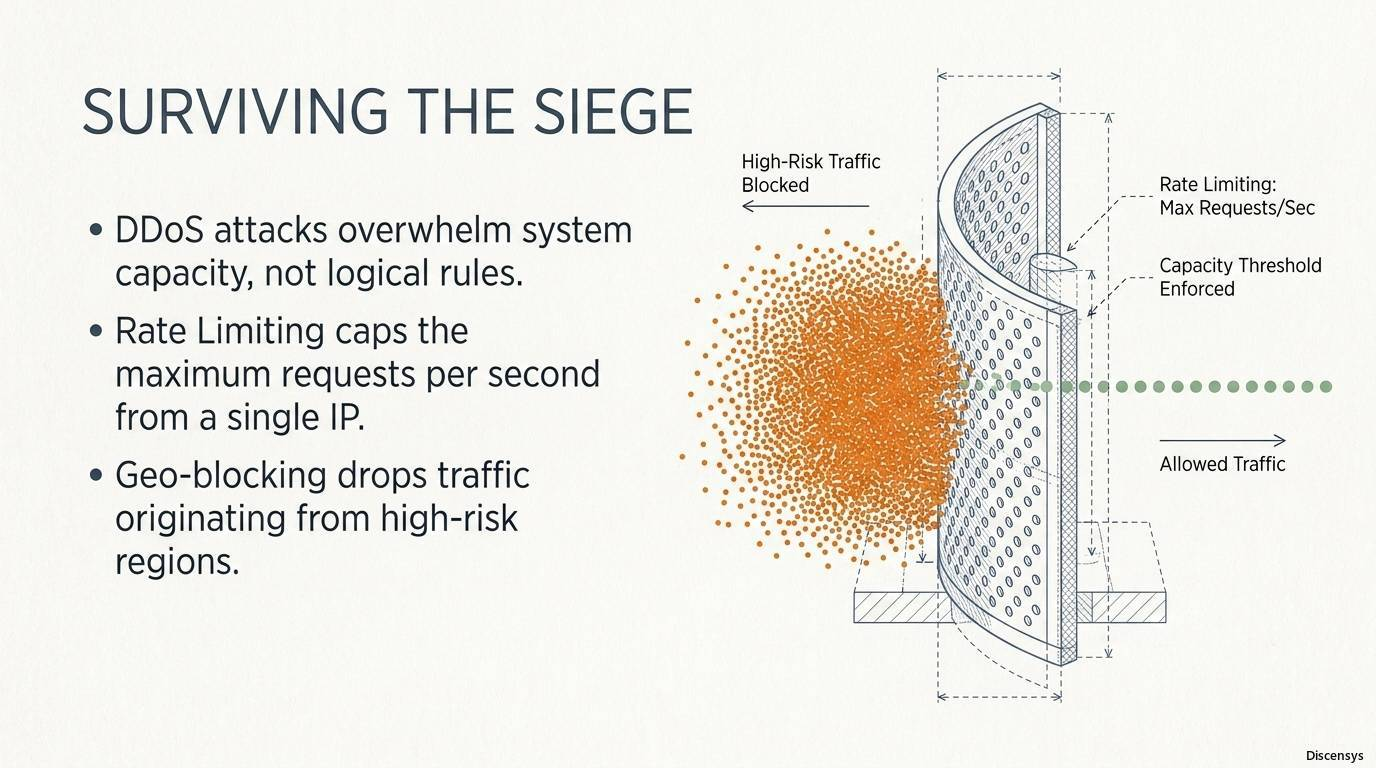 SURVIVING THE SIEGE
• DDoS attacks overwhelm system
capacity, not logical rules.
• Rate Limiting caps the
maximum requests per second
from a single IP.
• Geo-blocking drops traffic
originating from high-risk
regions.
High-Risk Traffic
Blocked
Rate Limiting:
Max Requests/Sec
Capacity Threshold
Enforced
Allowed Traffic
Discensys